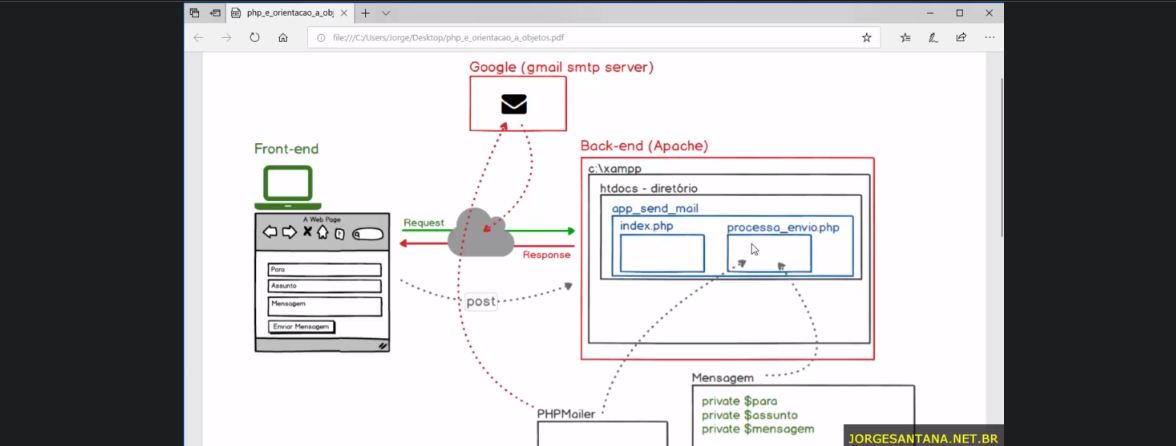 php_e_orientacao_a_obj
file:///C:/Users/Jorge/Desktop/php_e_orientacao_a_objetos.pdf
Google (gmail smtp server)
Front-end
Back-end (Apache)
c:\xampp
htdocs - diretório
app_send_mail
index.php
processa_envio.php
A Web Page
Request
Response
Para
Assunto
Mensagem
Enviar Mensagem
post
PHPMailer
Mensagem
private $para
private $assunto
private $mensagem
JORGESANTANA.NET.BR